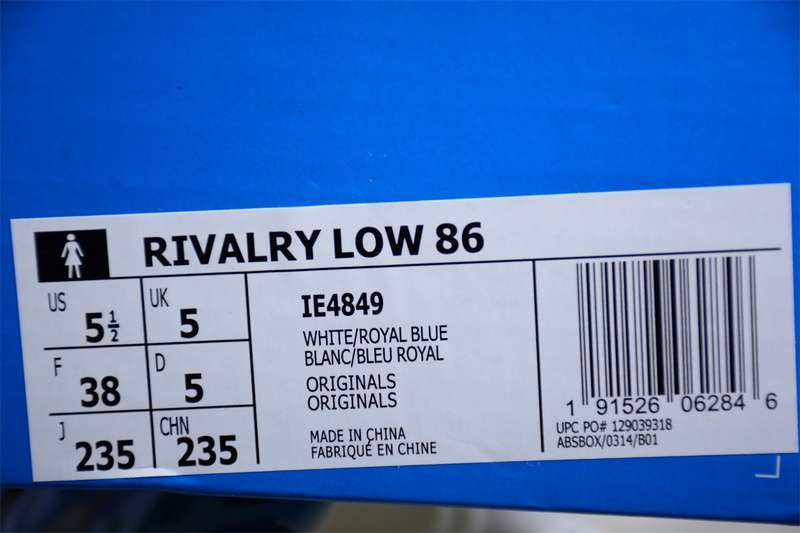 RIVALRY LOW 86
US 5½ UK 5
F 38 D 5
J 235 CHN 235
IE4849
WHITE/ROYAL BLUE
BLANC/BLEU ROYAL
ORIGINALS
ORIGINALS
MADE IN CHINA
FABRIQUÉ EN CHINE
1 91526 06284 6
UPC PO# 129039318
ABSBOX/0314/B01